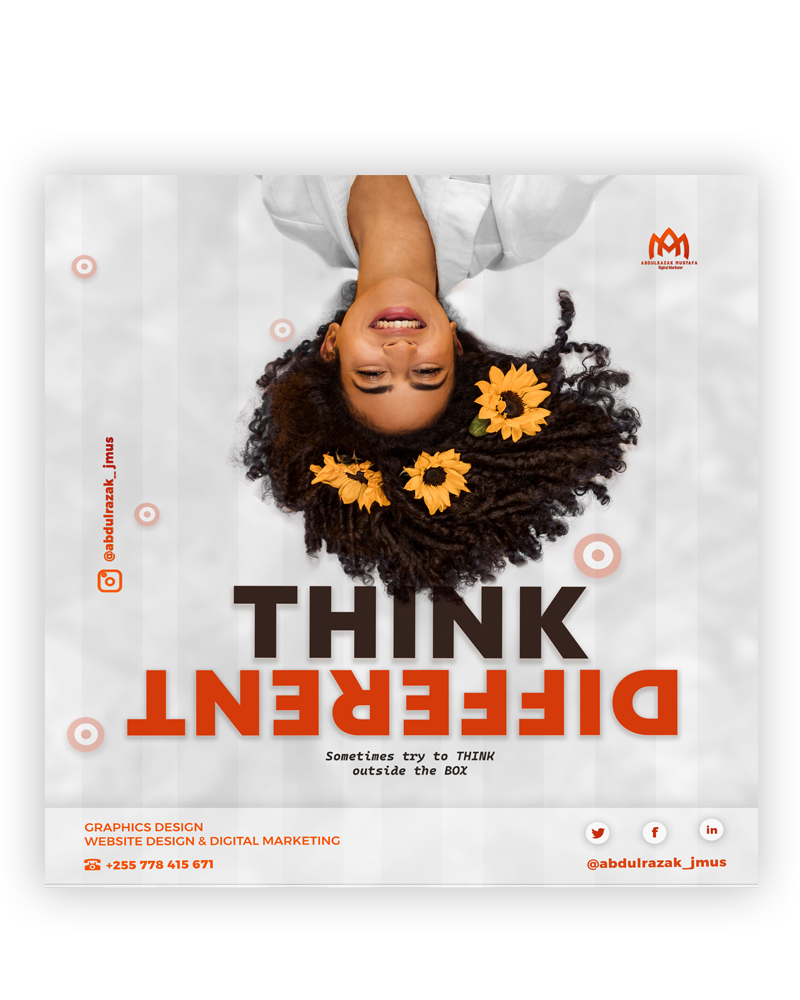 ABDULRAZAK MUSTAFA
Digital Marketer
@abdulrazak_jmus
THINK
DIFFERENT
Sometimes try to THINK
outside the BOX
GRAPHICS DESIGN
WEBSITE DESIGN & DIGITAL MARKETING
+255 778 415 671
@abdulrazak_jmus